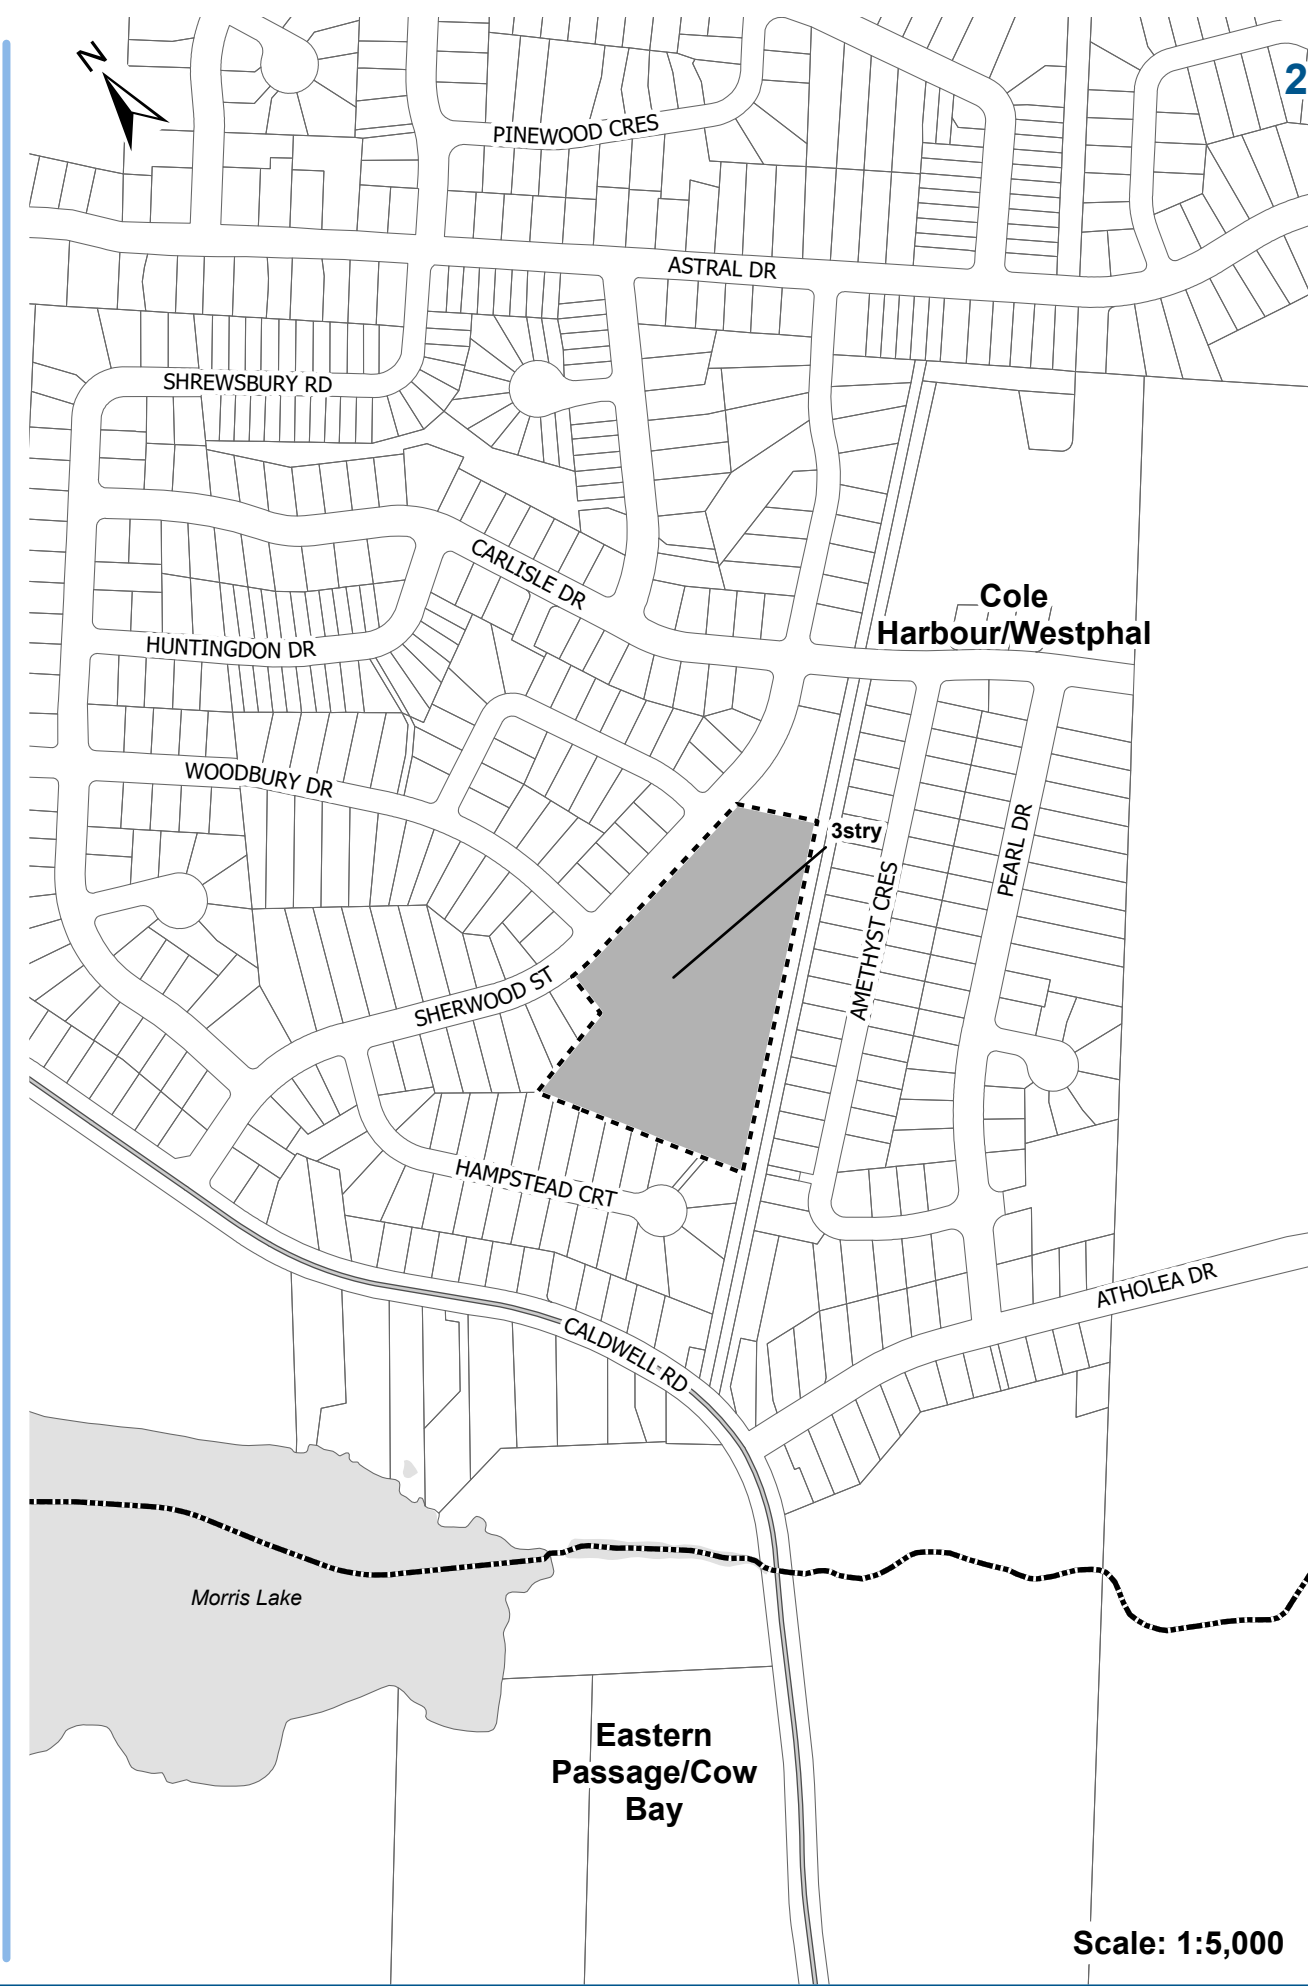 N
2
PINEWOOD CRES
ASTRAL DR
SHREWSBURY RD
CARLISLE DR
Cole
Harbour/Westphal
HUNTINGDON DR
WOODBURY DR
3stry
PEARL DR
AMETHYST CRES
SHERWOOD ST
HAMPSTEAD CRT
ATHOLEA DR
CALDWELL RD
Morris Lake
Eastern
Passage/Cow
Bay
Scale: 1:5,000